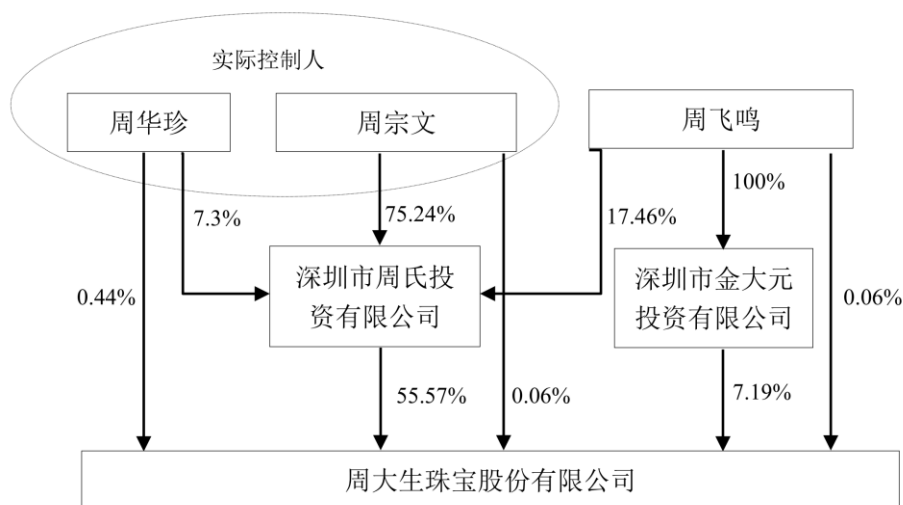 实际控制人
周华珍
周宗文
周飞鸣
7.3%
75.24%
17.46%
100%
0.44%
深圳市周氏投
资有限公司
深圳市金大元
投资有限公司
0.06%
55.57%
0.06%
7.19%
周大生珠宝股份有限公司